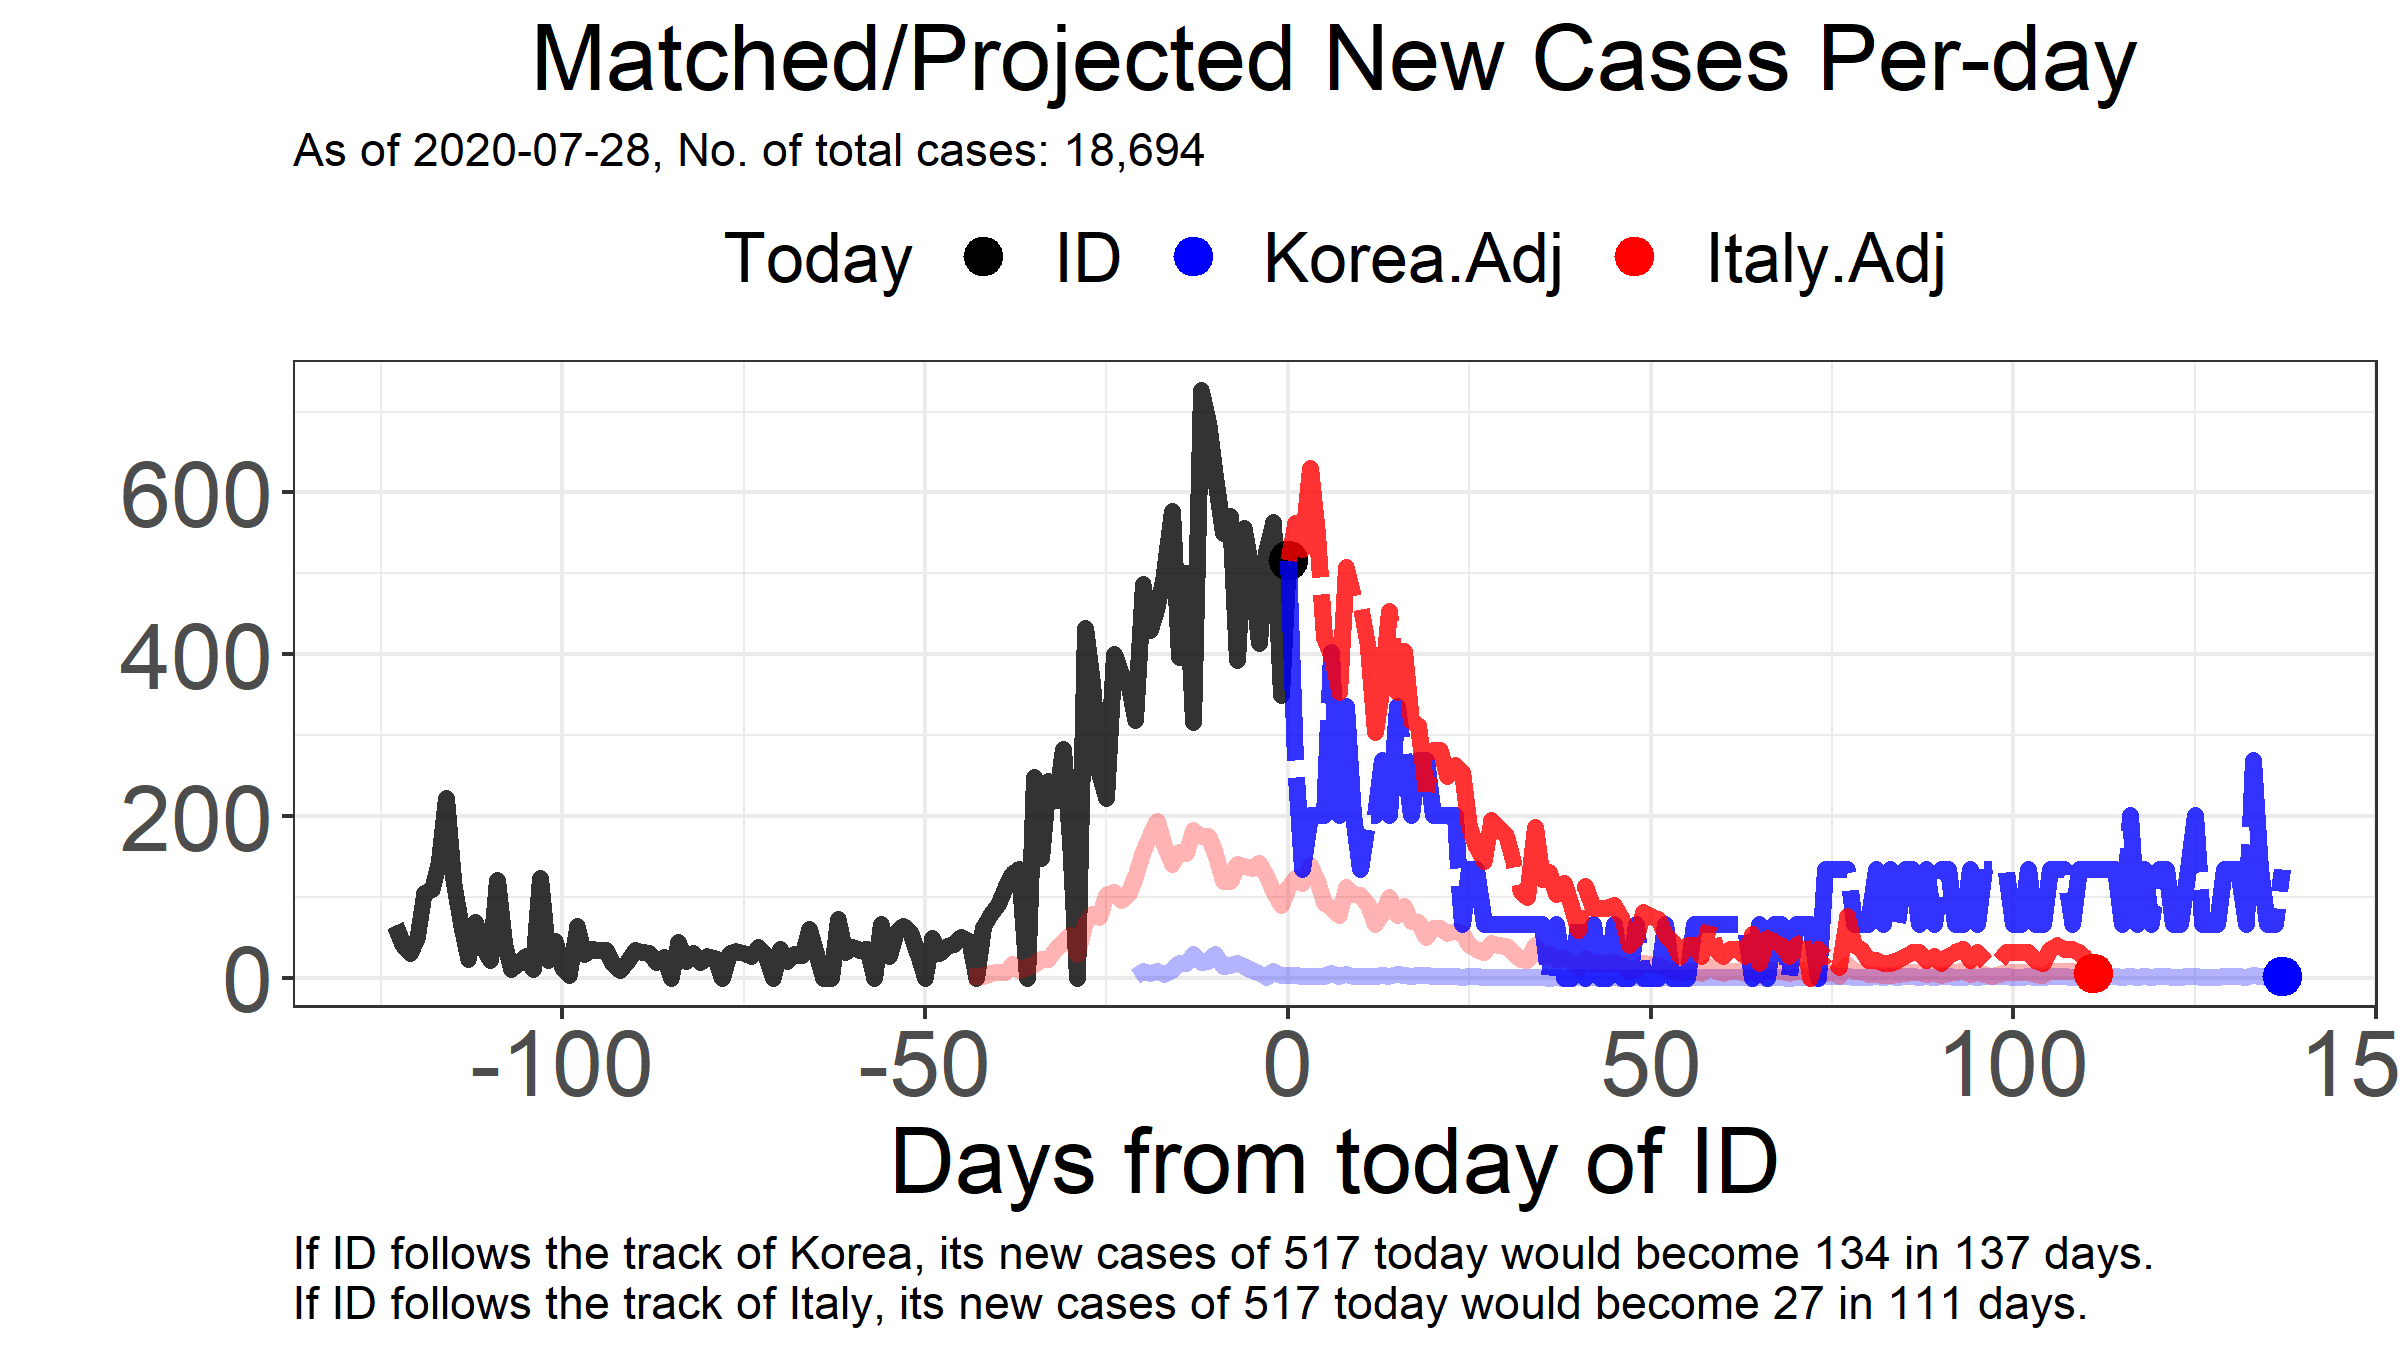 Matched/Projected New Cases Per-day
As of 2020-07-28, No. of total cases: 18,694
Today ID Korea.Adj Italy.Adj
600
400
200
0
-100 -50 0 50 100 15
Days from today of ID
If ID follows the track of Korea, its new cases of 517 today would become 134 in 137 days.
If ID follows the track of Italy, its new cases of 517 today would become 27 in 111 days.